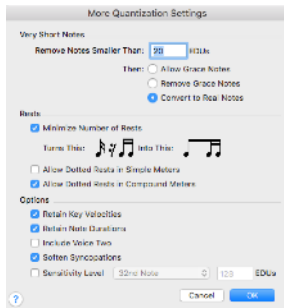 More Quantization Settings
Very Short Notes
Remove Notes Smaller Than: 20 EDUs
Then: Allow Grace Notes
Remove Grace Notes
Convert to Real Notes
Rests
Minimize Number of Rests
Turns This: Into This:
Allow Dotted Rests in Simple Meters
Allow Dotted Rests in Compound Meters
Options
Retain Key Velocities
Retain Note Durations
Include Voice Two
Soften Syncopations
Sensitivity Level 32nd Note 128 EDUs
? Cancel OK